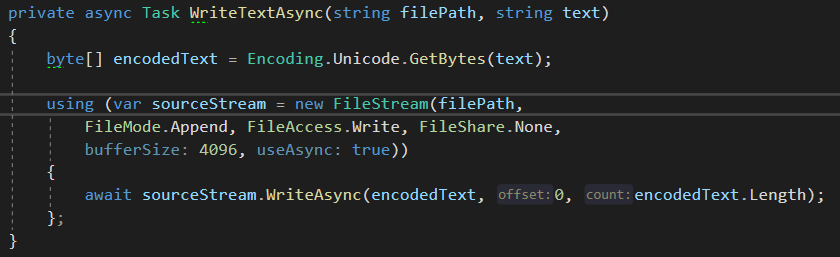 private async Task WriteTextAsync(string filePath, string text)
{
byte[] encodedText = Encoding.Unicode.GetBytes(text);
using (var sourceStream = new FileStream(filePath,
FileMode.Append, FileAccess.Write, FileShare.None,
bufferSize: 4096, useAsync: true))
{
await sourceStream.WriteAsync(encodedText, offset:0, count:encodedText.Length);
};
}